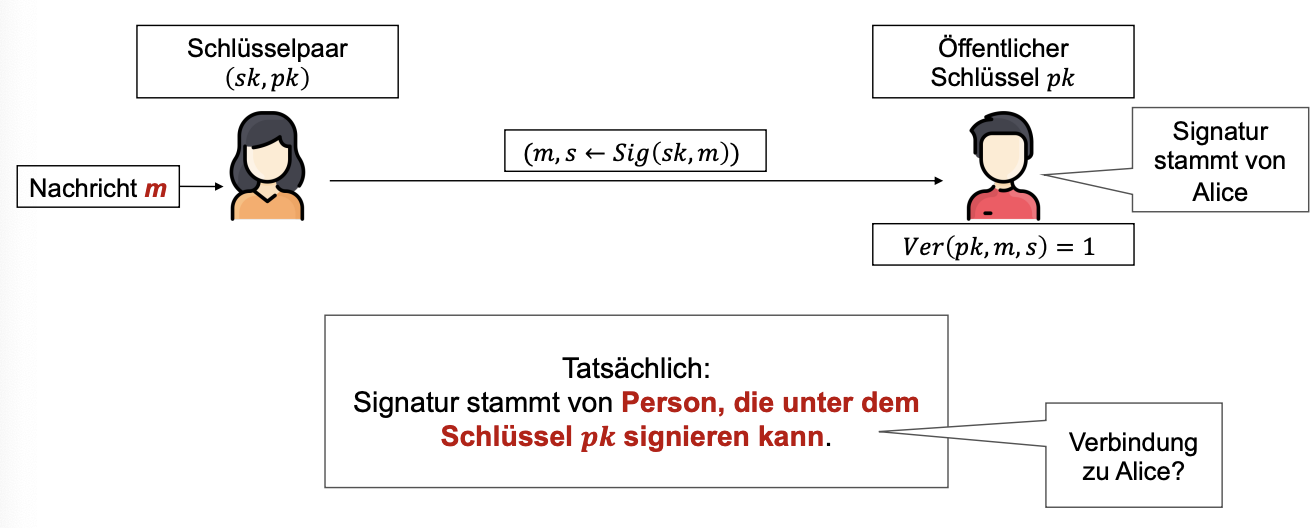 Schlüsselpaar
(sk, pk)
Öffentlicher
Schlüssel pk
Nachricht m
(m, s ← Sig(sk, m))
Signatur
stammt von
Alice
Ver(pk, m, s) = 1
Tatsächlich:
Signatur stammt von Person, die unter dem
Schlüssel pk signieren kann.
Verbindung
zu Alice?